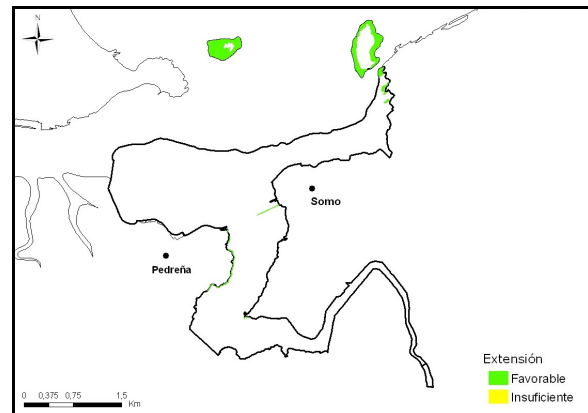 N
Somo
Pedreña
Extensión
Favorable
Insuficiente
0 0,375 0,75 1,5
Km